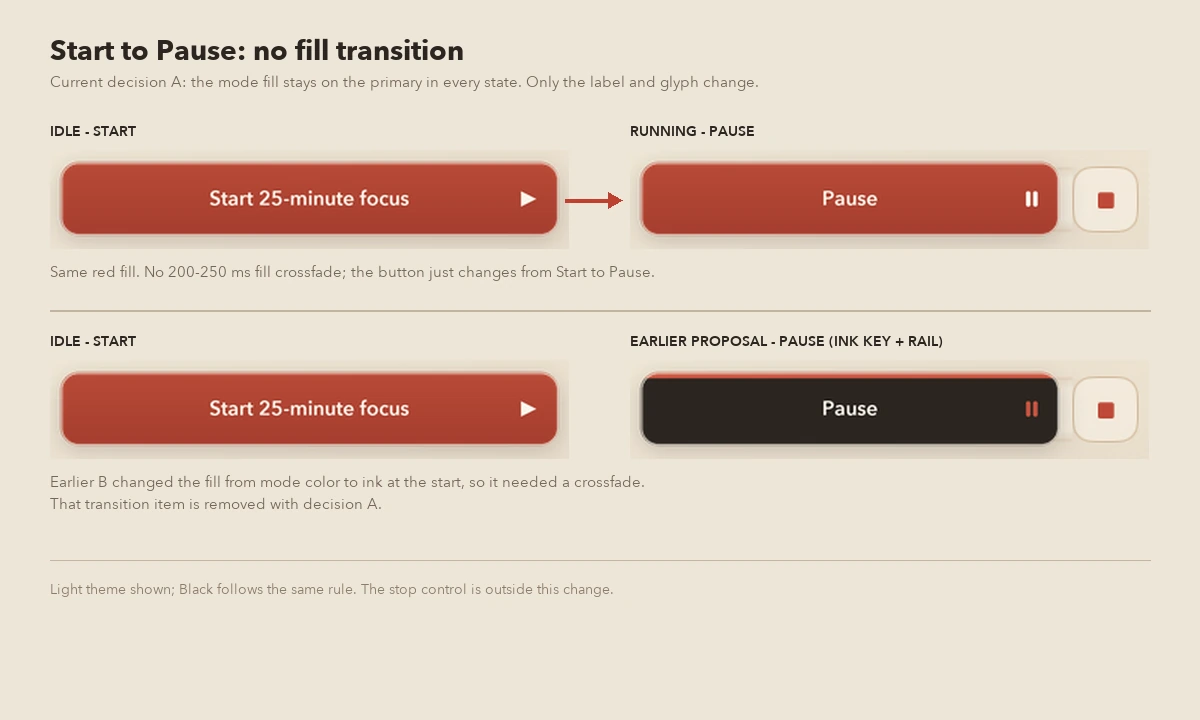 Start to Pause: no fill transition
Current decision A: the mode fill stays on the primary in every state. Only the label and glyph change.
IDLE - START
RUNNING - PAUSE
Start 25-minute focus
Pause
Same red fill. No 200-250 ms fill crossfade; the button just changes from Start to Pause.
IDLE - START
EARLIER PROPOSAL - PAUSE (INK KEY + RAIL)
Start 25-minute focus
Pause
Earlier B changed the fill from mode color to ink at the start, so it needed a crossfade.
That transition item is removed with decision A.
Light theme shown; Black follows the same rule. The stop control is outside this change.